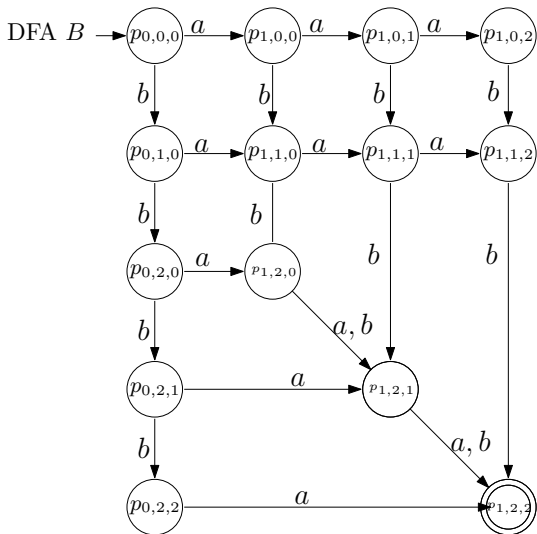 DFA B p0,0,0 a p1,0,0 a p1,0,1 a p1,0,2
b b b b
p0,1,0 a p1,1,0 a p1,1,1 a p1,1,2
b b
p0,2,0 a p1,2,0 b b
b a, b
p0,2,1 a p1,2,1
b a, b
p0,2,2 a p1,2,2